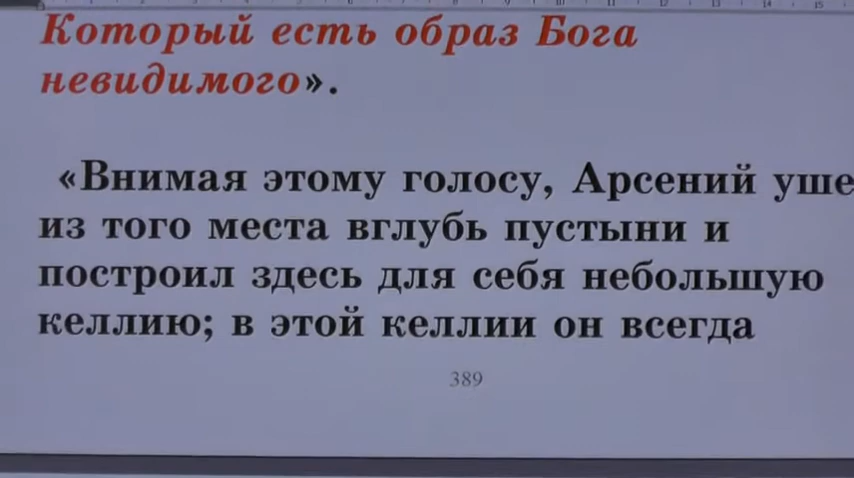 Который есть образ Бога
невидимого».
«Внимая этому голосу, Арсений уше
из того места вглубь пустыни и
построил здесь для себя небольшую
келлию; в этой келлии он всегда
389